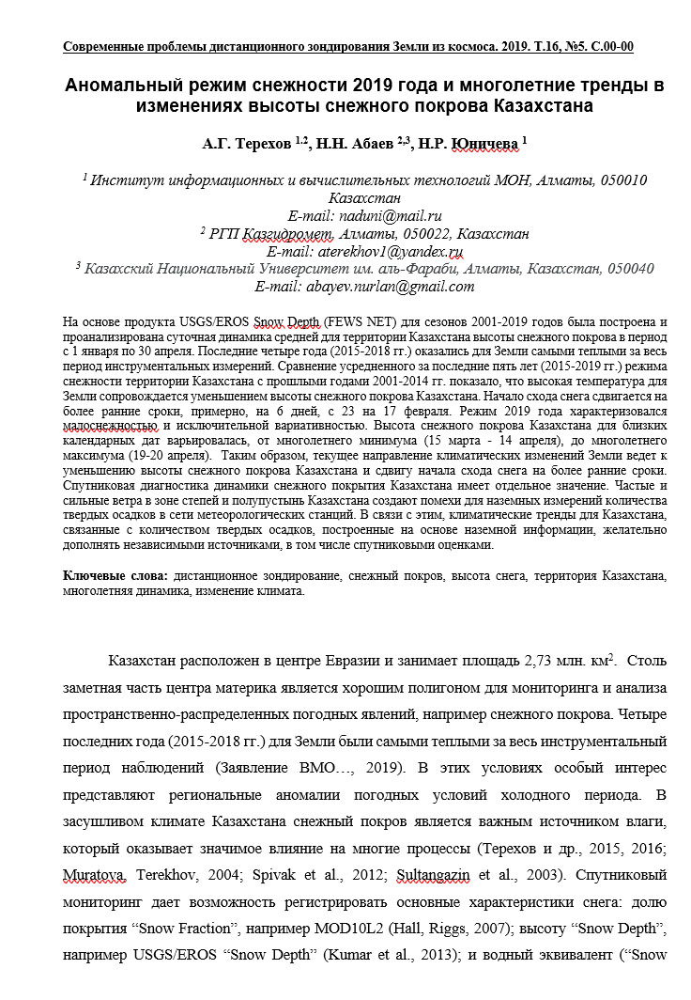 Современные проблемы дистанционного зондирования Земли из космоса. 2019. Т.16, №5. С.00-00
Аномальный режим снежности 2019 года и многолетние тренды в
изменениях высоты снежного покрова Казахстана
А.Г. Терехов 1.2, Н.Н. Абаев 2,3, Н.Р. Юничева 1
1 Институт информационных и вычислительных технологий МОН, Алматы, 050010
Казахстан
E-mail: naduni@mail.ru
2 РГП Казгидромет, Алматы, 050022, Казахстан
E-mail: aterekhov1@yandex.ru
3 Казахский Национальный Университет им. аль-Фараби, Алматы, Казахстан, 050040
E-mail: abayev.nurlan@gmail.com
На основе продукта USGS/EROS Snow Depth (FEWS NET) для сезонов 2001-2019 годов была построена и
проанализирована суточная динамика средней для территории Казахстана высоты снежного покрова в период
с 1 января по 30 апреля. Последние четыре года (2015-2018 гг.) оказались для Земли самыми теплыми за весь
период инструментальных измерений. Сравнение усредненного за последние пять лет (2015-2019 гг.) режима
снежности территории Казахстана с прошлыми годами 2001-2014 гг. показало, что высокая температура для
Земли сопровождается уменьшением высоты снежного покрова Казахстана. Начало схода снега сдвигается на
более ранние сроки, примерно, на 6 дней, с 23 на 17 февраля. Режим 2019 года характеризовался
малоснежностью и исключительной вариативностью. Высота снежного покрова Казахстана для близких
календарных дат варьировалась, от многолетнего минимума (15 марта - 14 апреля), до многолетнего
максимума (19-20 апреля). Таким образом, текущее направление климатических изменений Земли ведет к
уменьшению высоты снежного покрова Казахстана и сдвигу начала схода снега на более ранние сроки.
Спутниковая диагностика динамики снежного покрытия Казахстана имеет отдельное значение. Частые и
сильные ветра в зоне степей и полупустынь Казахстана создают помехи для наземных измерений количества
твердых осадков в сети метеорологических станций. В связи с этим, климатические тренды для Казахстана,
связанные с количеством твердых осадков, построенные на основе наземной информации, желательно
дополнять независимыми источниками, в том числе спутниковыми оценками.
Ключевые слова: дистанционное зондирование, снежный покров, высота снега, территория Казахстана,
многолетняя динамика, изменение климата.
Казахстан расположен в центре Евразии и занимает площадь 2,73 млн. км2. Столь
заметная часть центра материка является хорошим полигоном для мониторинга и анализа
пространственно-распределенных погодных явлений, например снежного покрова. Четыре
последних года (2015-2018 гг.) для Земли были самыми теплыми за весь инструментальный
период наблюдений (Заявление ВМО…, 2019). В этих условиях особый интерес
представляют региональные аномалии погодных условий холодного периода. В
засушливом климате Казахстана снежный покров является важным источником влаги,
который оказывает значимое влияние на многие процессы (Терехов и др., 2015, 2016;
Muratova, Terekhov, 2004; Spivak et al., 2012; Sultangazin et al., 2003). Спутниковый
мониторинг дает возможность регистрировать основные характеристики снега: долю
покрытия “Snow Fraction”, например MOD10L2 (Hall, Riggs, 2007); высоту “Snow Depth”,
например USGS/EROS “Snow Depth” (Kumar et al., 2013); и водный эквивалент (“Snow